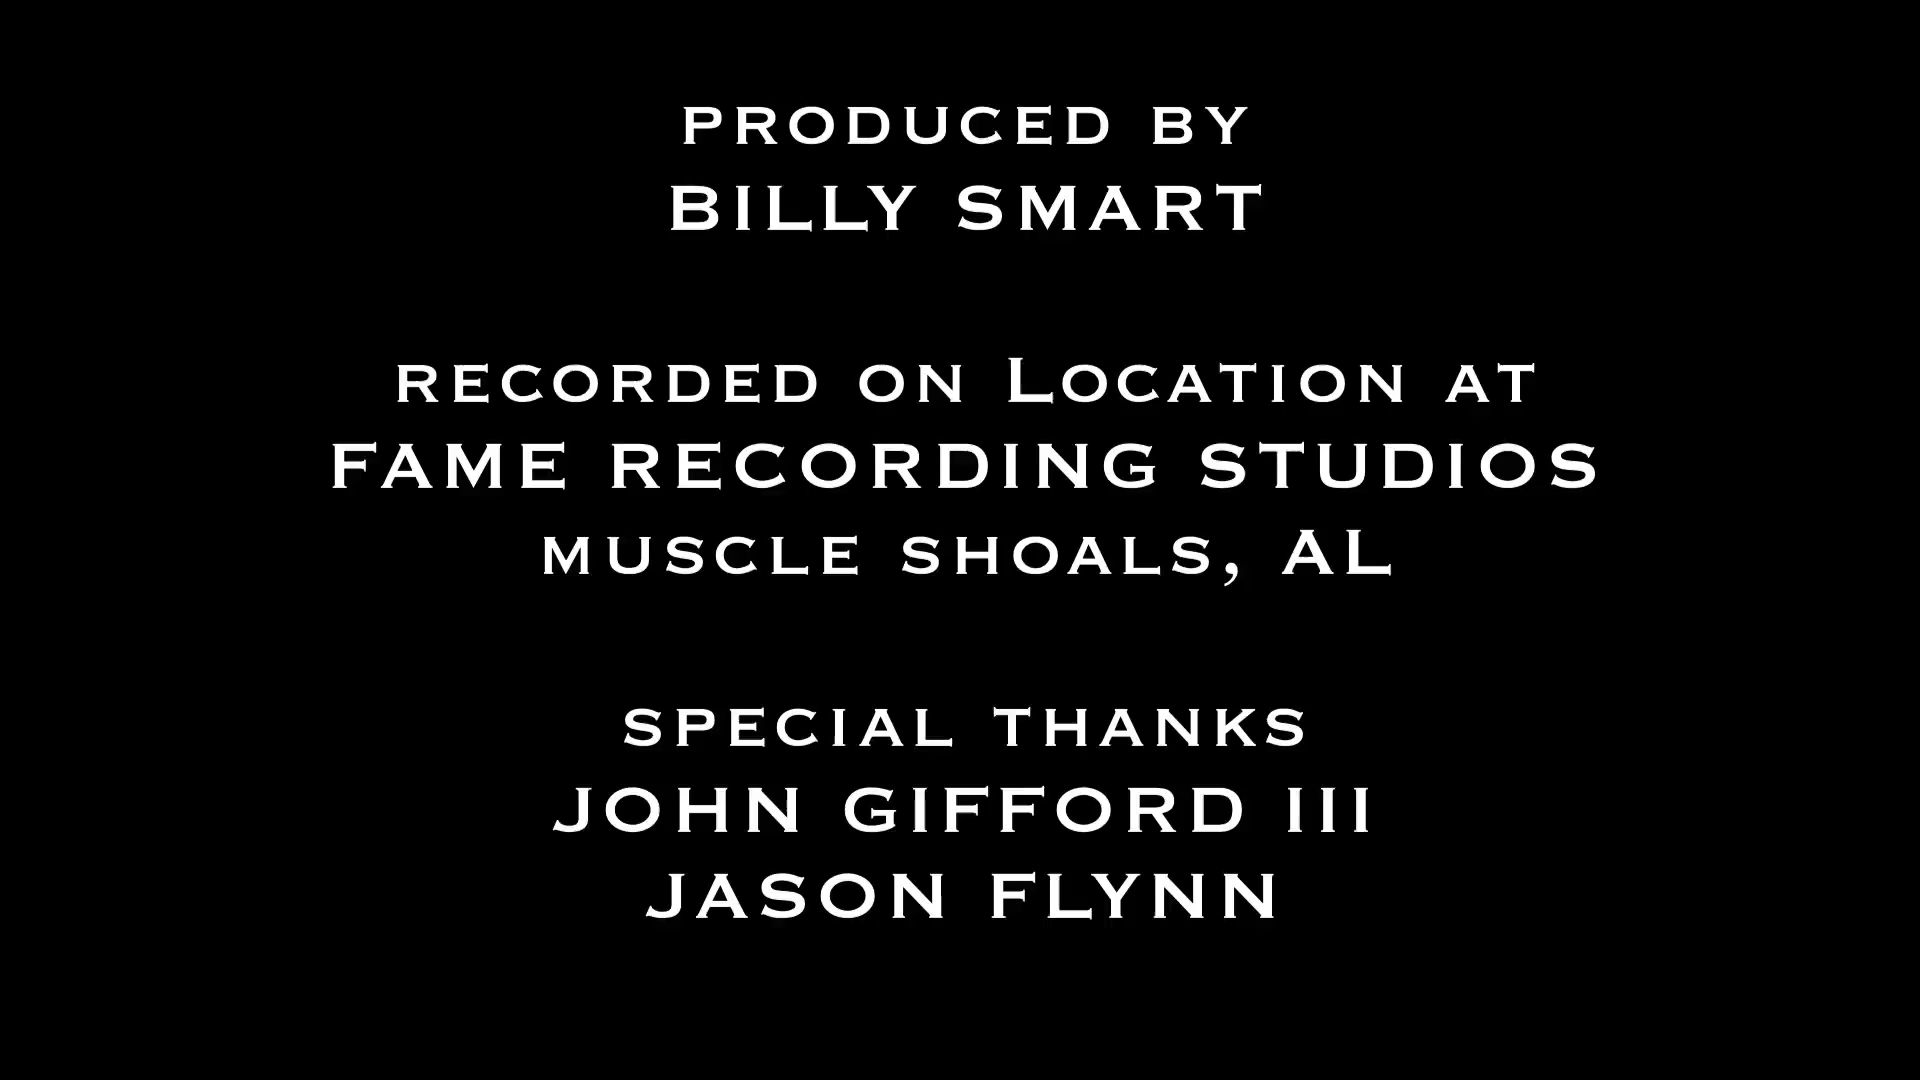 PRODUCED BY
BILLY SMART
RECORDED ON LOCATION AT
FAME RECORDING STUDIOS
MUSCLE SHOALS, AL
SPECIAL THANKS
JOHN GIFFORD III
JASON FLYNN